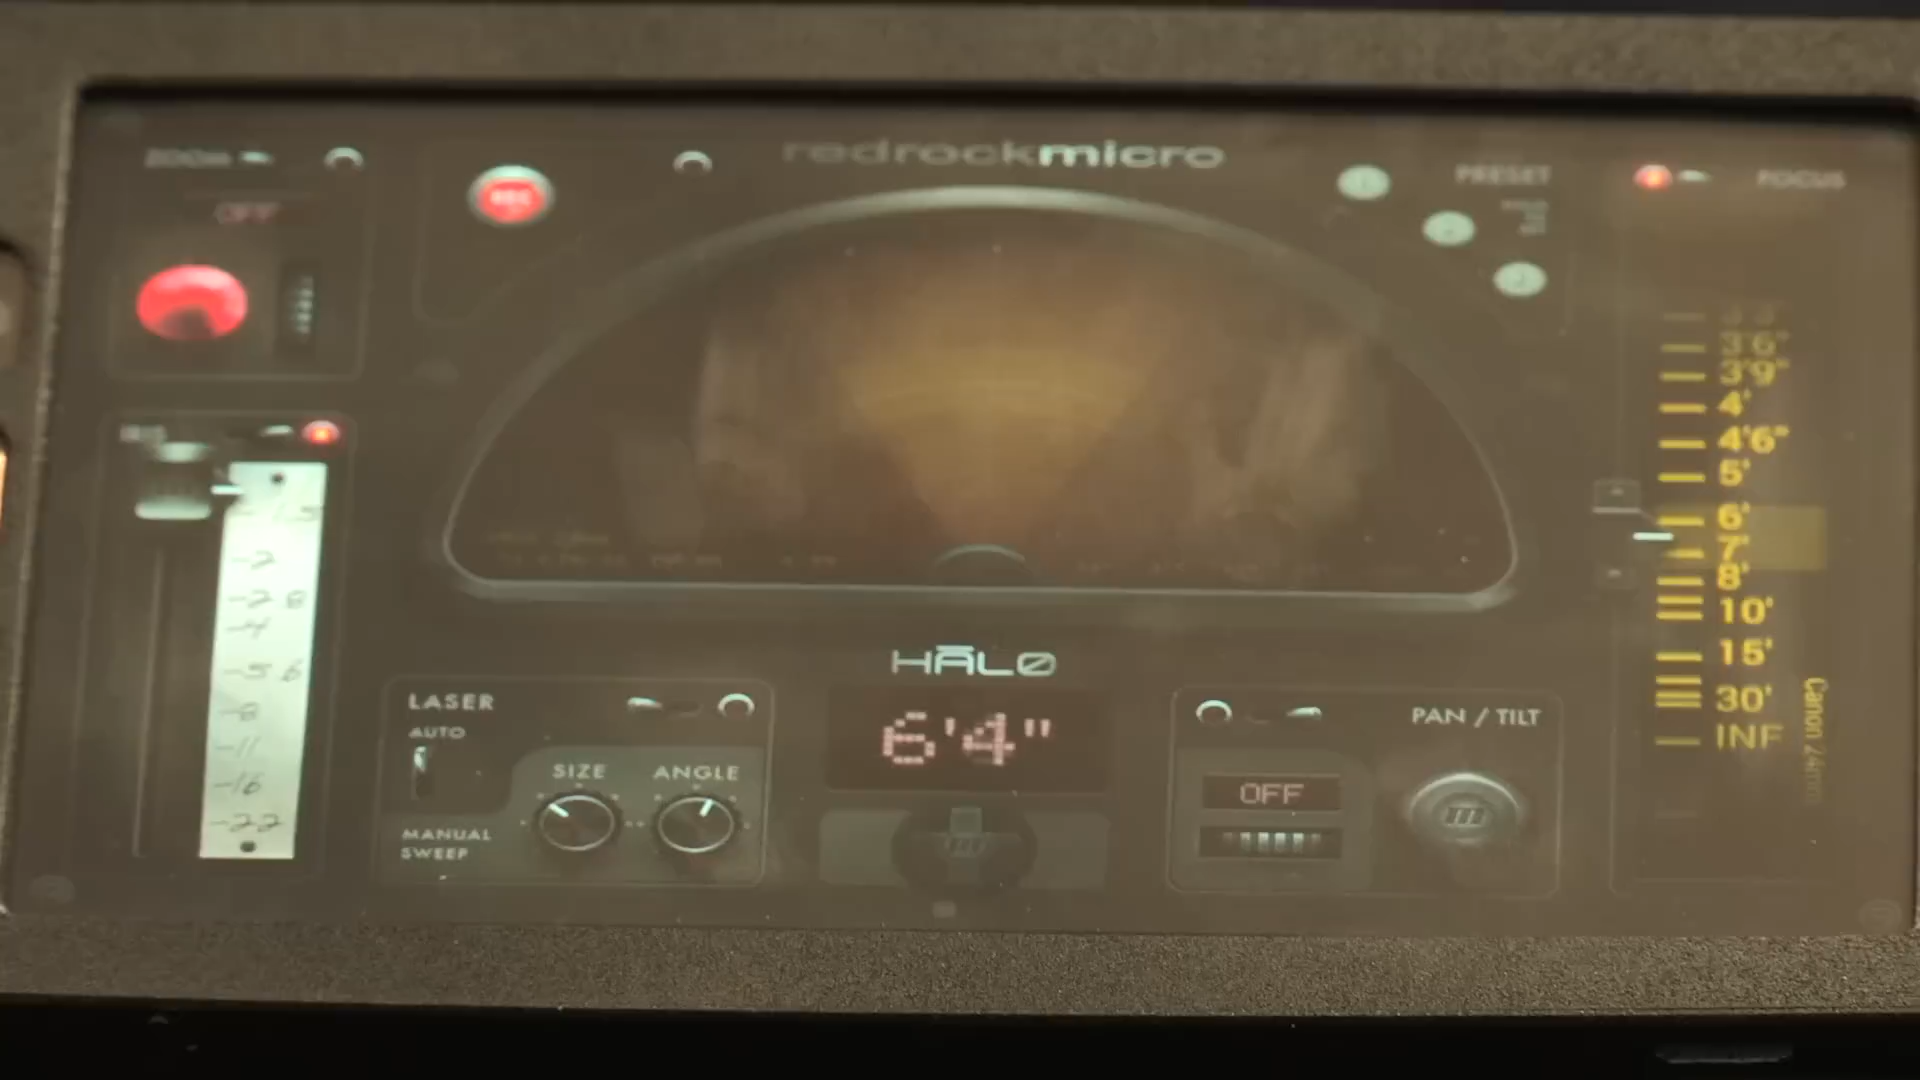 redrockmicro
ZOOM
OFF
REC
PRESET
FOCUS
3'6"
3'9"
4'
4'6"
5'
6'
7'
8'
10'
15'
30'
INF
Canon 24mm
-2
-2 8
-4
-5 6
-8
-11
-16
-22
HĀLØ
6'4"
LASER
AUTO
MANUAL
SWEEP
SIZE
ANGLE
PAN / TILT
OFF